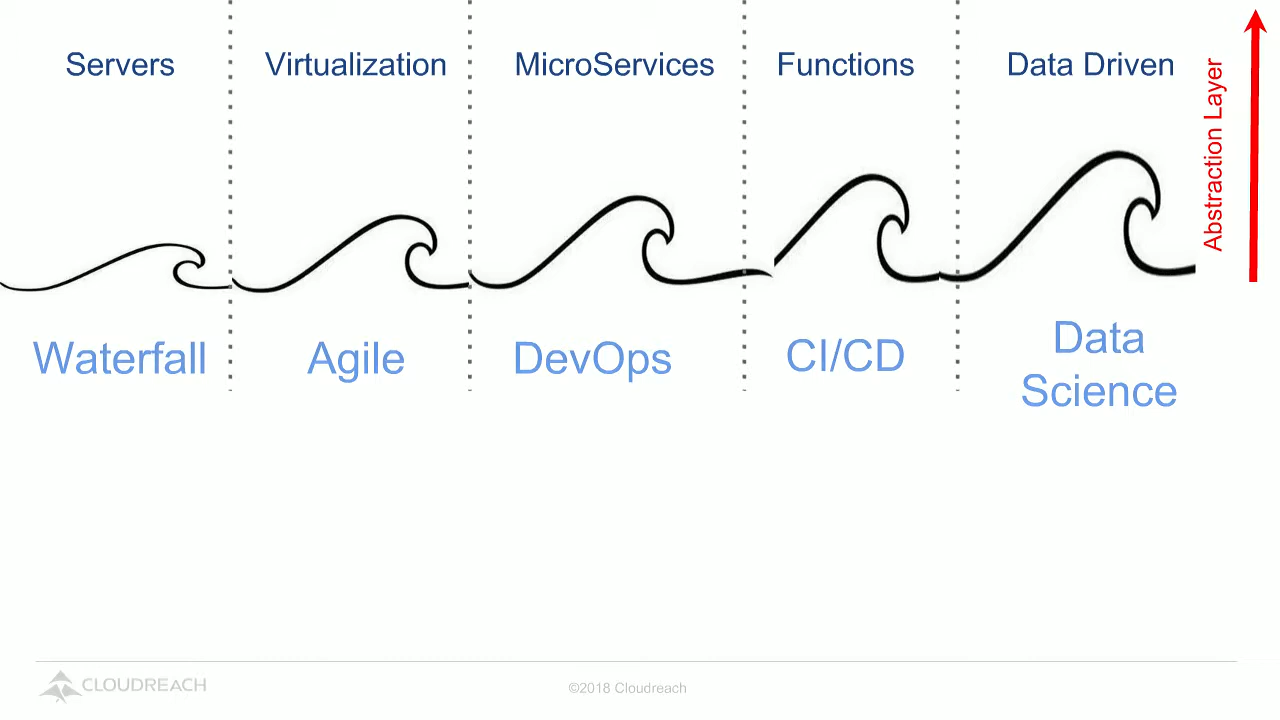 Servers
Virtualization
MicroServices
Functions
Data Driven
Abstraction Layer
Waterfall
Agile
DevOps
CI/CD
Data
Science
CLOUDREACH
©2018 Cloudreach